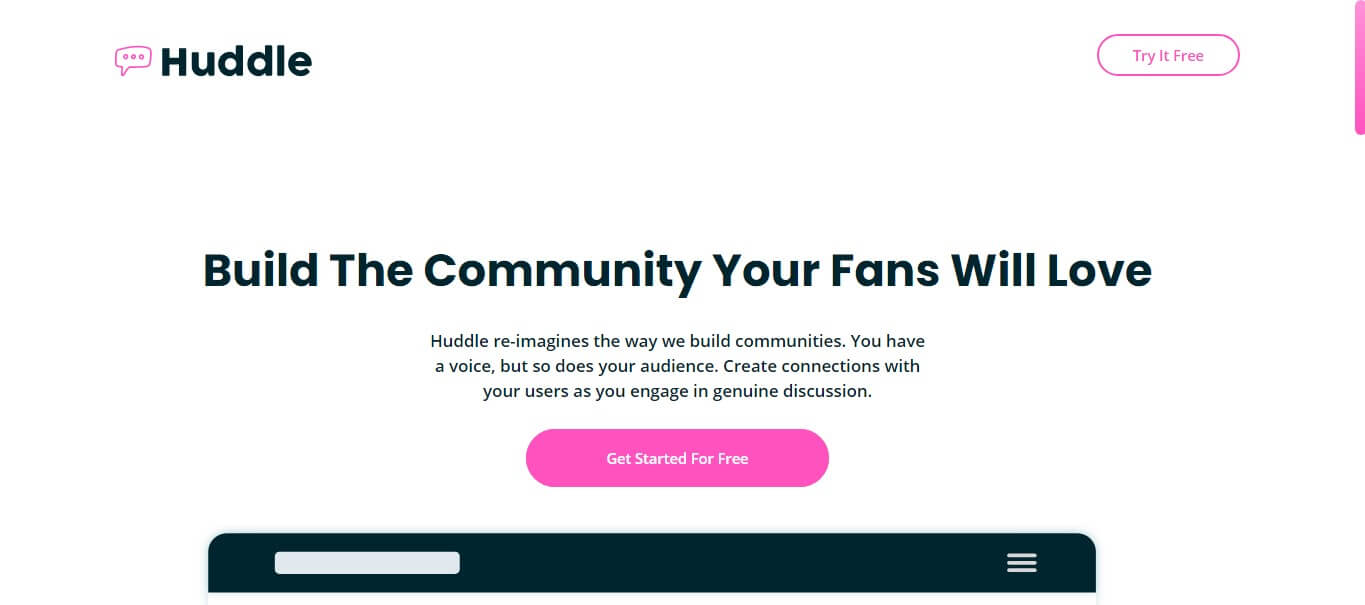 Huddle
Try It Free
Build The Community Your Fans Will Love
Huddle re-imagines the way we build communities. You have
a voice, but so does your audience. Create connections with
your users as you engage in genuine discussion.
Get Started For Free